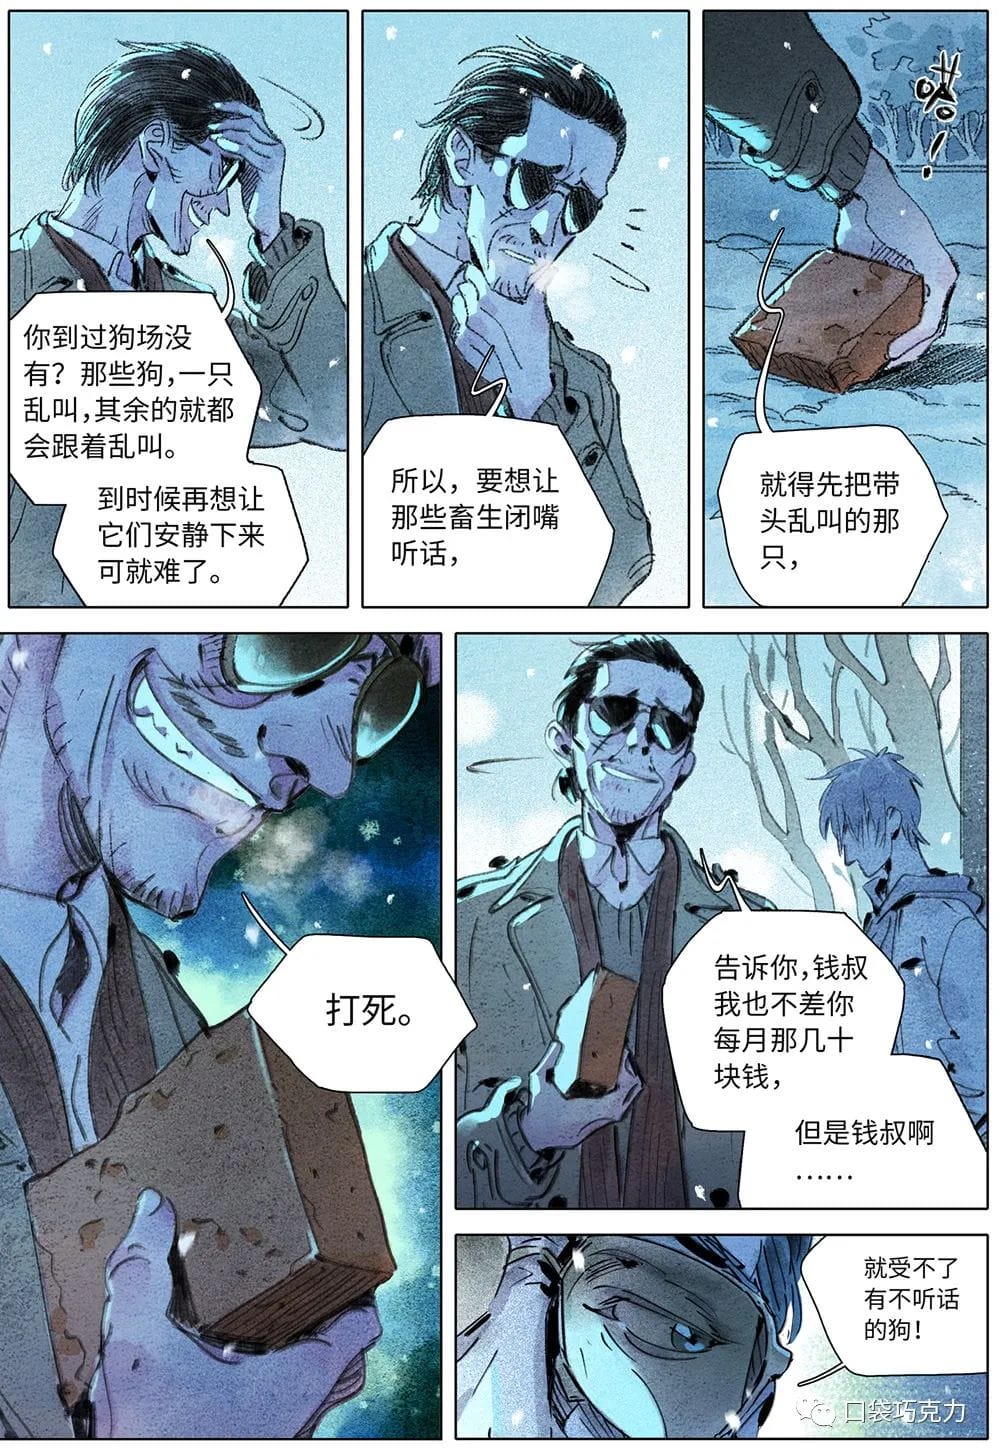 你到过狗场没
有？那些狗，一只
乱叫，其余的就都
会跟着乱叫。
到时候再想让
它们安静下来
可就难了。
所以，要想让
那些畜生闭嘴
听话，
嗒！
就得先把带
头乱叫的那
只，
打死。
告诉你，钱叔
我也不差你
每月那几十
块钱，
但是钱叔啊
……
就受不了
有不听话
的狗！
口袋巧克力